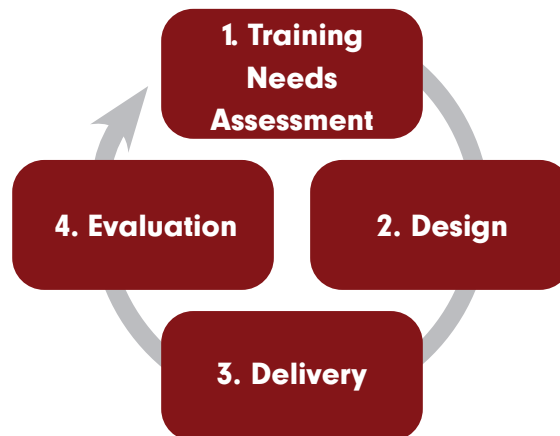 1. Training
Needs
Assessment
4. Evaluation
2. Design
3. Delivery